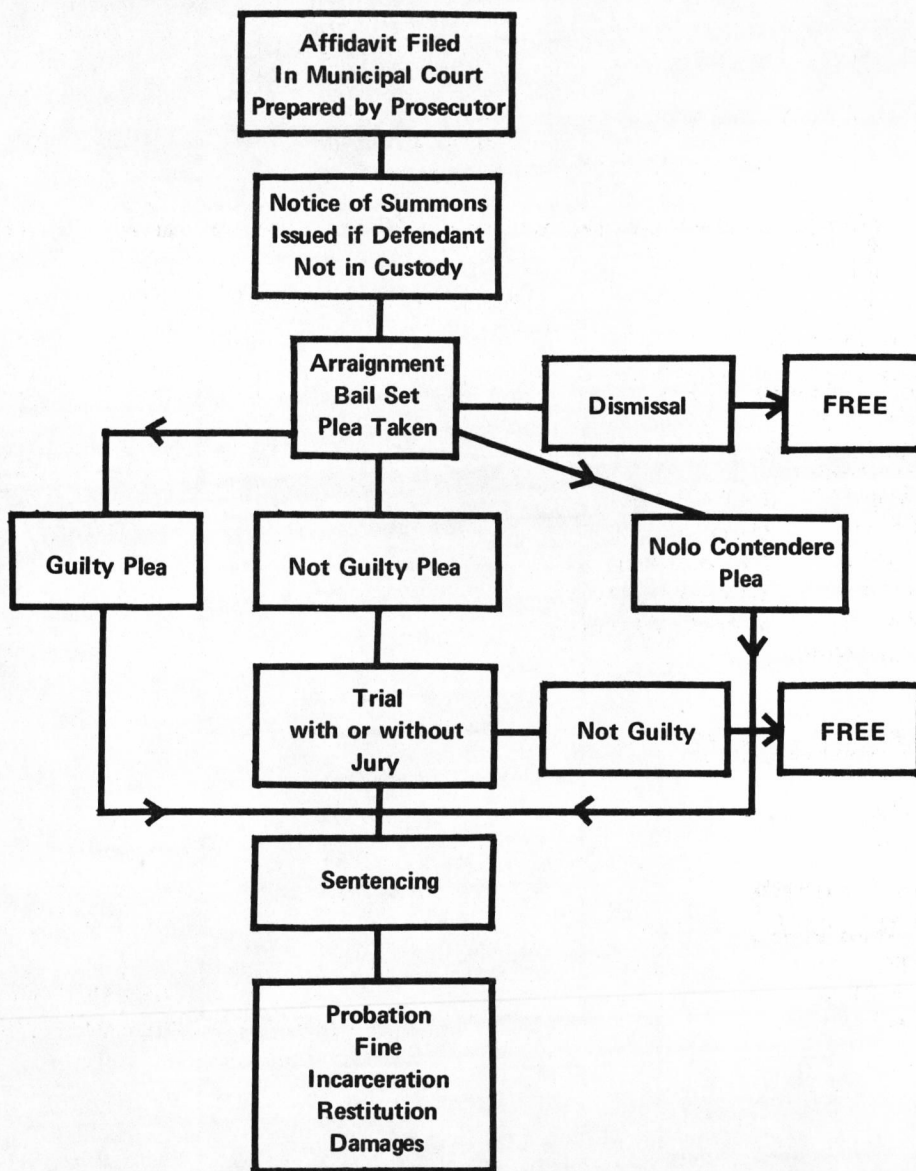 Affidavit Filed
In Municipal Court
Prepared by Prosecutor
Notice of Summons
Issued if Defendant
Not in Custody
Arraignment
Bail Set
Plea Taken
Dismissal
FREE
Guilty Plea
Not Guilty Plea
Nolo Contendere
Plea
Trial
with or without
Jury
Not Guilty
FREE
Sentencing
Probation
Fine
Incarceration
Restitution
Damages